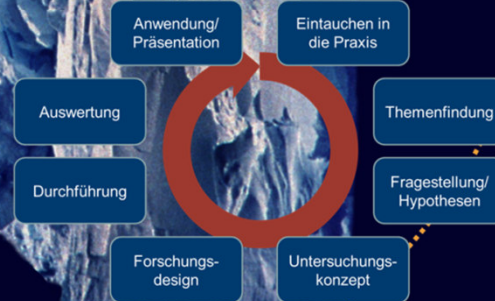 Anwendung/
Präsentation
Eintauchen in
die Praxis
Themenfindung
Fragestellung/
Hypothesen
Untersuchungs-
konzept
Forschungs-
design
Durchführung
Auswertung